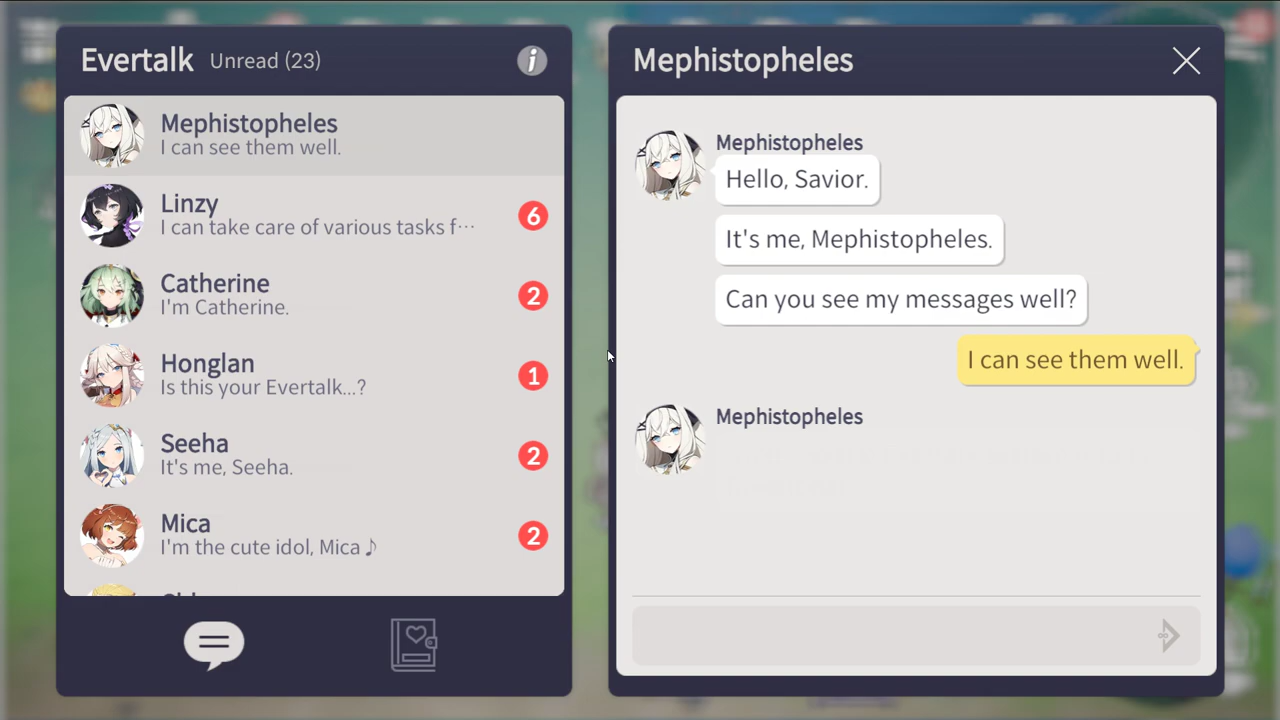 Evertalk Unread (23)
Mephistopheles
I can see them well.
Linzy
I can take care of various tasks f…
6
Catherine
I'm Catherine.
2
Honglan
Is this your Evertalk...?
1
Seeha
It's me, Seeha.
2
Mica
I'm the cute idol, Mica♪
2
Mephistopheles
Mephistopheles
Hello, Savior.
It's me, Mephistopheles.
Can you see my messages well?
I can see them well.
Mephistopheles